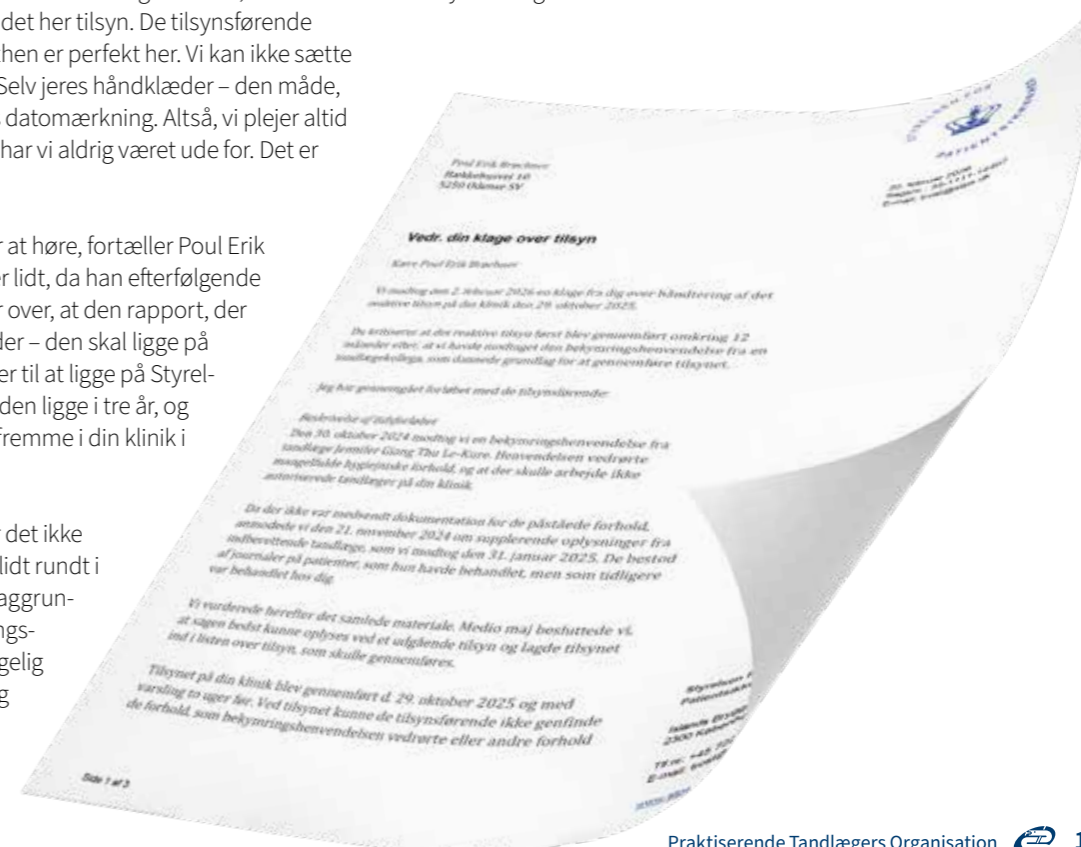 det her tilsyn. De tilsynsførende
then er perfekt her. Vi kan ikke sætte
Selv jeres håndklæder – den måde,
datomærkning. Altså, vi plejer altid
har vi aldrig været ude for. Det er
at høre, fortæller Poul Erik
er lidt, da han efterfølgende
r over, at den rapport, der
der – den skal ligge på
er til at ligge på Styrel-
den ligge i tre år, og
fremme i din klinik i
det ikke
lidt rundt i
aggrun-
ngs-
gelig
g
STYRELSEN FOR
PATIENTSIKKERHED
Poul Erik Brøchner
5250 Odense SV
Vedr. din klage over tilsyn
Kære Poul Erik Brøchner
Vi modtog den 2. februar 2026 en klage fra dig over håndtering af det
reaktive tilsyn på din klinik den 29. oktober 2025.
Du kritiserer at det reaktive tilsyn først blev gennemført omkring 12
måneder efter, at vi havde modtaget den bekymringshenvendelse fra en
tandlægekollega, som dannede grundlag for at gennemføre tilsynet.
Jeg har gennemgået forløbet med de tilsynsførende.
Beskrivelse af tidsforløbet
Den 30. oktober 2024 modtog vi en bekymringshenvendelse fra
tandlæge Jennifer Giang Thu Le-Kure. Henvendelsen vedrørte
mangelfulde hygiejniske forhold, og at der skulle arbejde ikke
autoriserede tandlæger på din klinik.
Da der ikke var medsendt dokumentation for de påståede forhold,
anmodede vi den 21. november 2024 om supplerende oplysninger fra
indberettende tandlæge, som vi modtog den 31. januar 2025. De bestod
af journaler på patienter, som hun havde behandlet, men som tidligere
var behandlet hos dig.
Vi vurderede herefter det samlede materiale. Medio maj besluttede vi,
at sagen bedst kunne oplyses ved et udgående tilsyn og lagde tilsynet
ind i listen over tilsyn, som skulle gennemføres.
Tilsynet på din klinik blev gennemført d. 29. oktober 2025 og med
varsling to uger før. Ved tilsynet kunne de tilsynsførende ikke genfinde
de forhold, som bekymringshenvendelsen vedrørte eller andre forhold
Side 1 af 3
Styrelsen f
Patientsikk
Islands Bryg
2300 Københ
Praktiserende Tandlægers Organisation 1